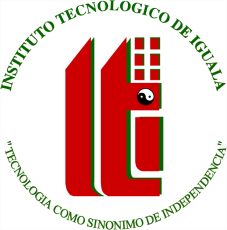 INSTITUTO TECNOLOGICO DE IGUALA
"TECNOLOGIA COMO SINONIMO DE INDEPENDENCIA"